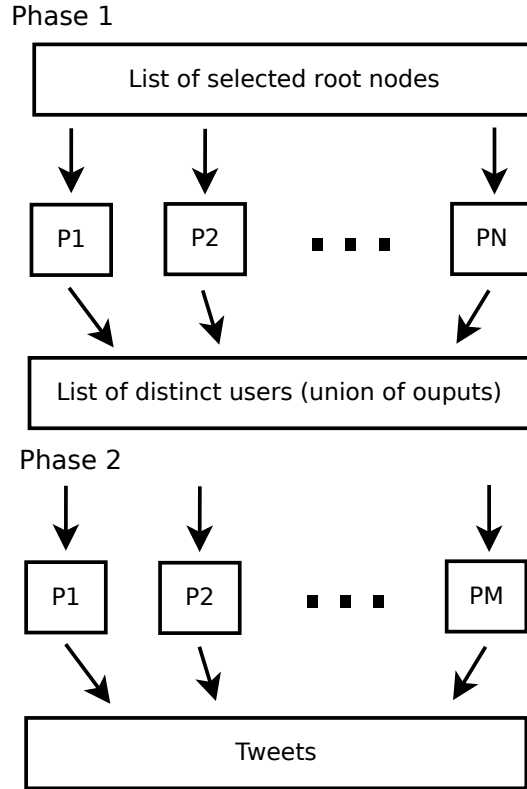 Phase 1
List of selected root nodes
P1
P2
PN
List of distinct users (union of ouputs)
Phase 2
P1
P2
PM
Tweets